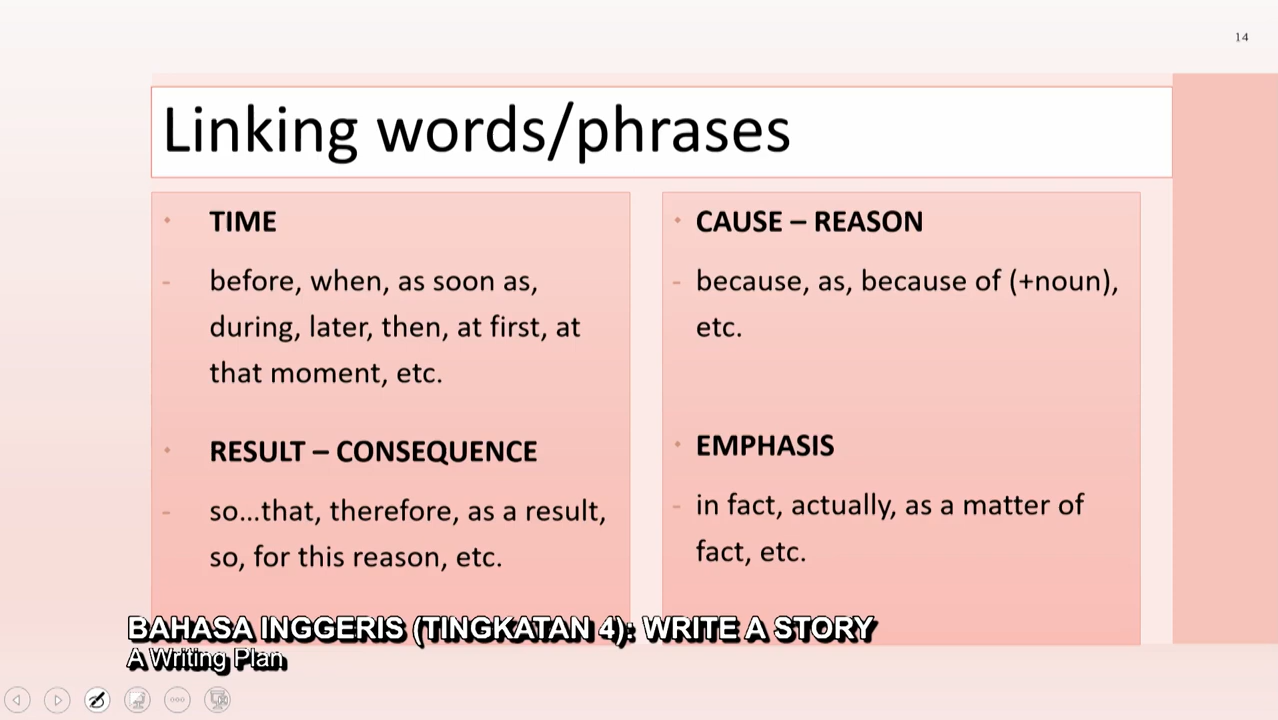 14
Linking words/phrases
TIME
- before, when, as soon as,
during, later, then, at first, at
that moment, etc.
RESULT – CONSEQUENCE
- so...that, therefore, as a result,
so, for this reason, etc.
CAUSE – REASON
- because, as, because of (+noun),
etc.
EMPHASIS
- in fact, actually, as a matter of
fact, etc.
BAHASA INGGERIS (TINGKATAN 4): WRITE A STORY
A Writing Plan